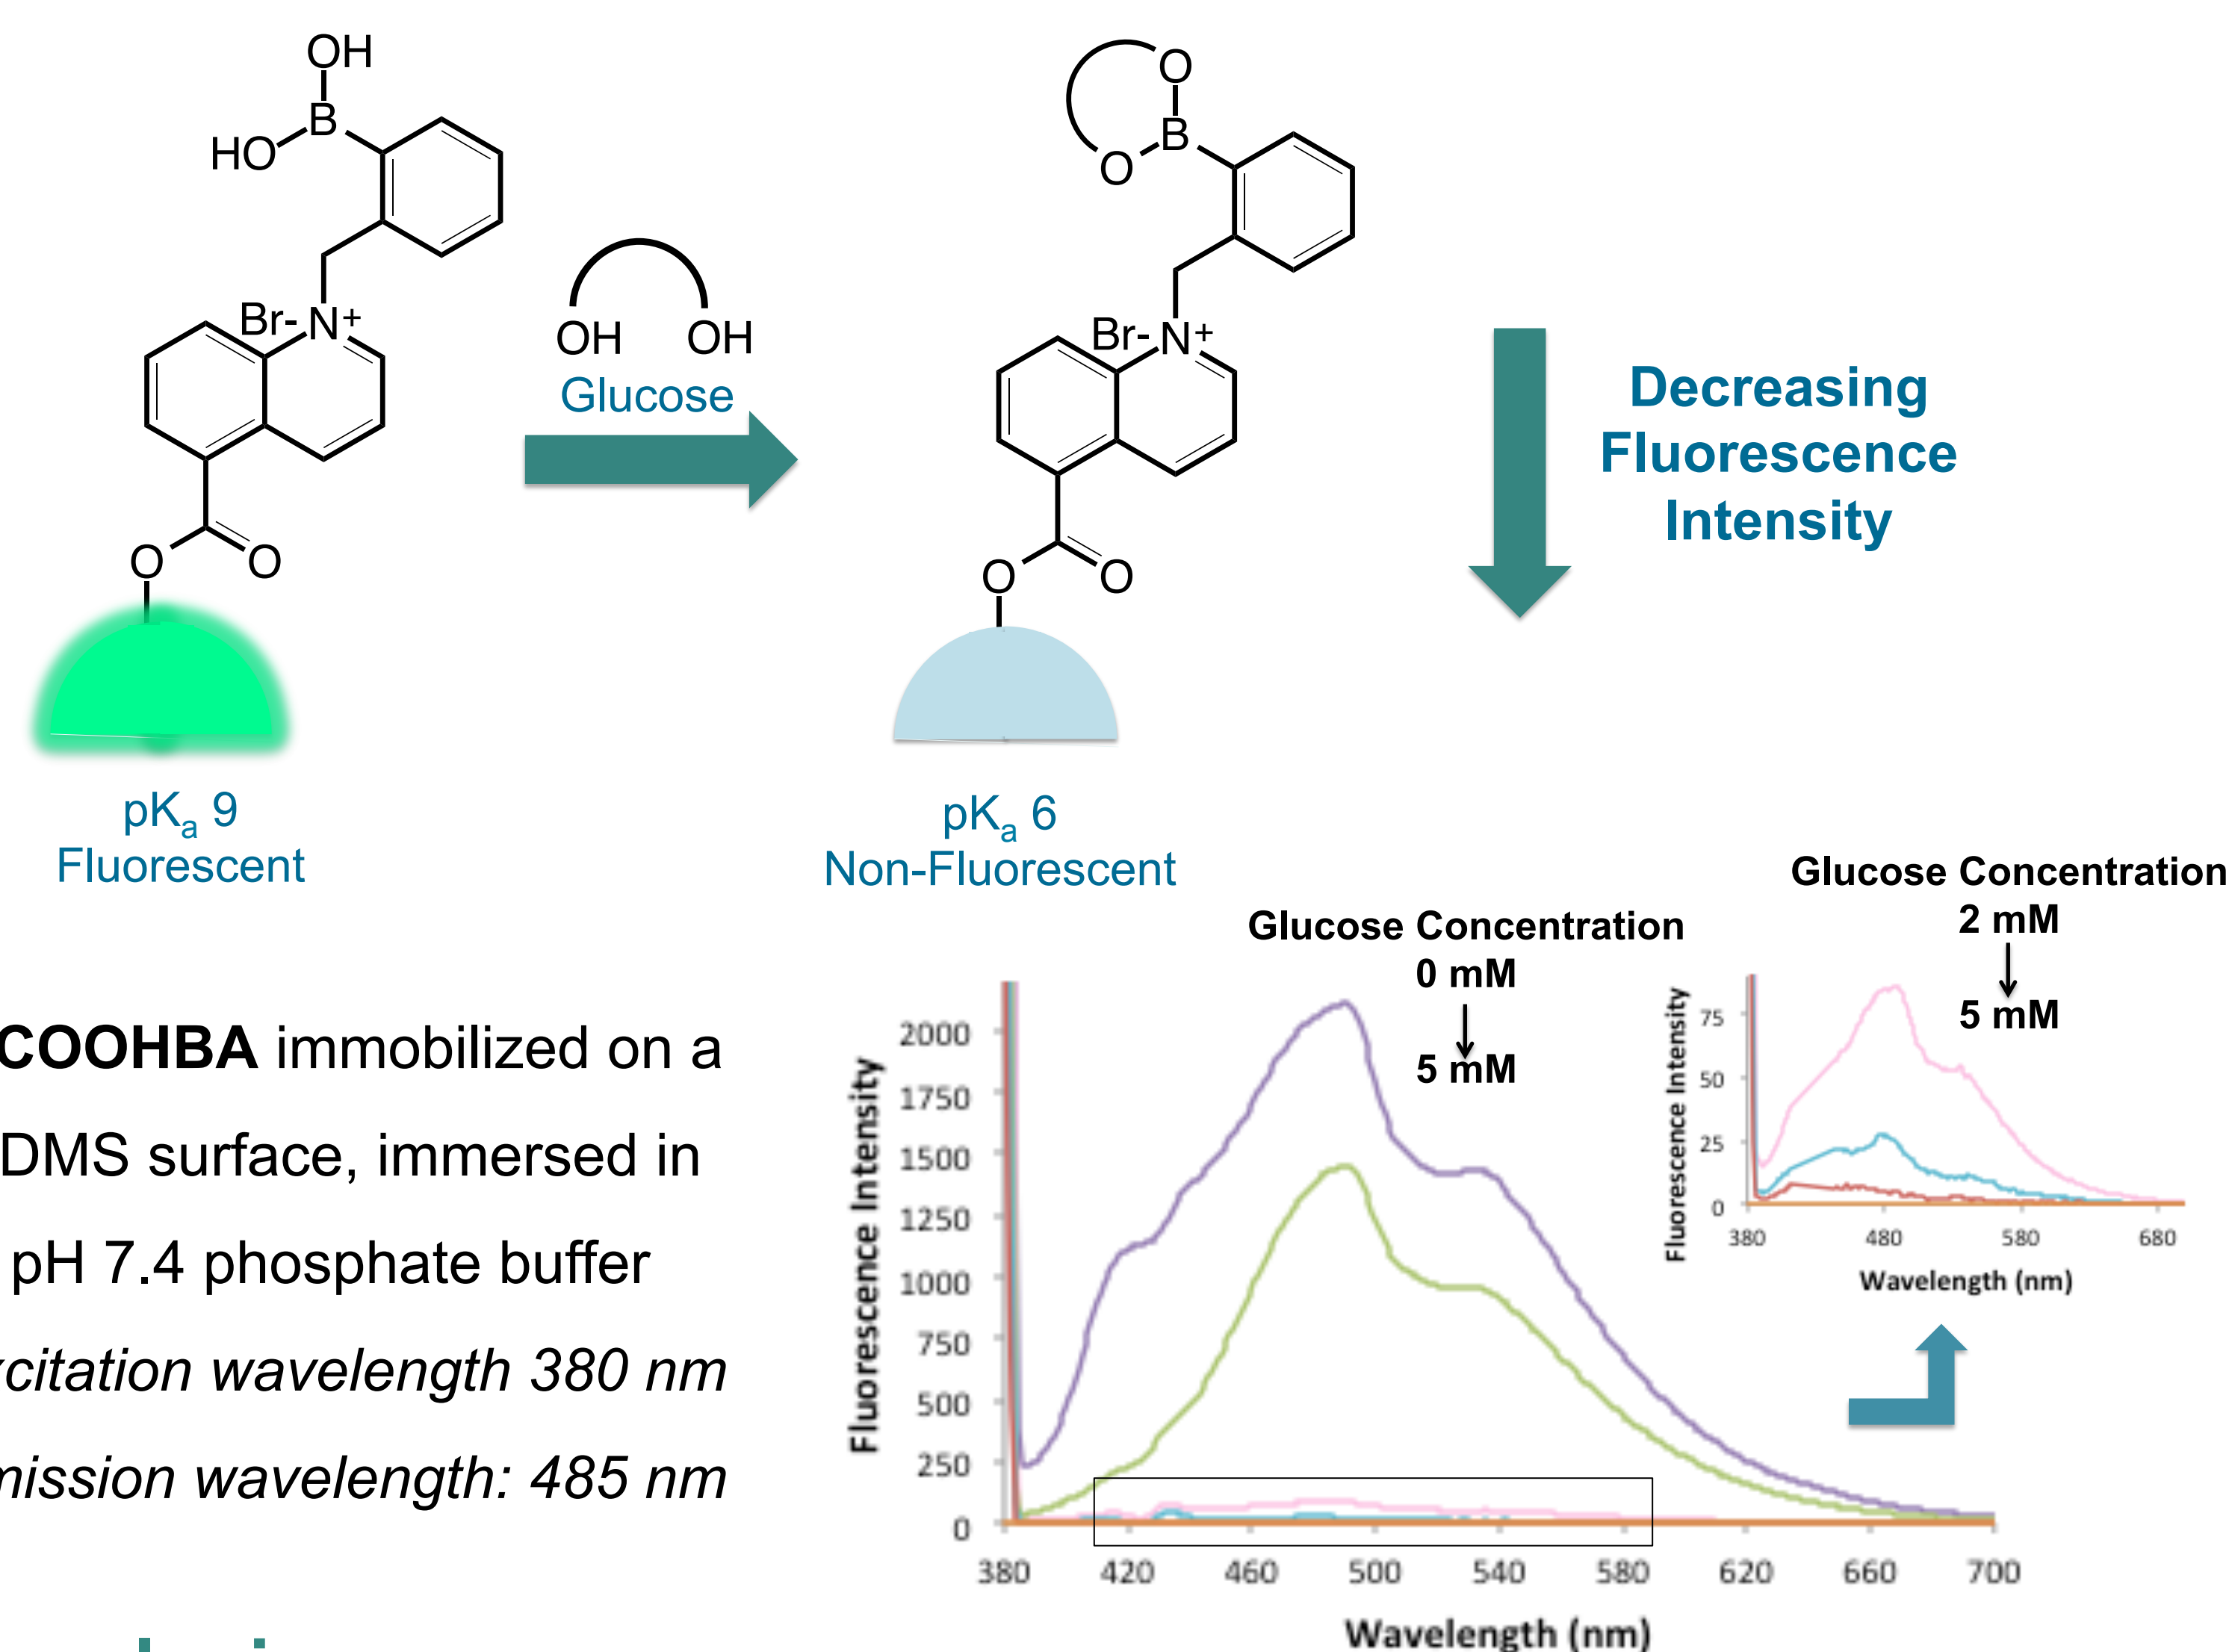 OH
B
HO
Br- N+
O
O
OH OH
Glucose
O
B
O
Br- N+
O
O
Decreasing
Fluorescence
Intensity
pKa 9
Fluorescent
pKa 6
Non-Fluorescent
COOHBA immobilized on a
DMS surface, immersed in
pH 7.4 phosphate buffer
citation wavelength 380 nm
mission wavelength: 485 nm
Glucose Concentration
0 mM
5 mM
Fluorescence Intensity
2000
1750
1500
1250
1000
750
500
250
0
380 420 460 500 540 580 620 660 700
Wavelength (nm)
Glucose Concentration
2 mM
5 mM
Fluorescence Intensity
75
50
25
0
380 480 580 680
Wavelength (nm)